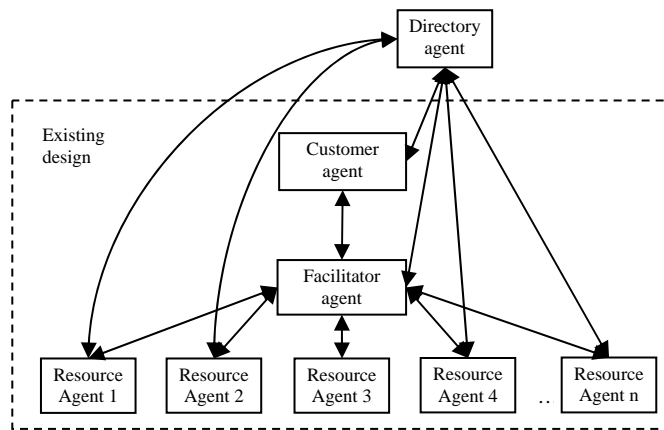 Directory
agent
Existing
design
Customer
agent
Facilitator
agent
Resource
Agent 1
Resource
Agent 2
Resource
Agent 3
Resource
Agent 4
...
Resource
Agent n